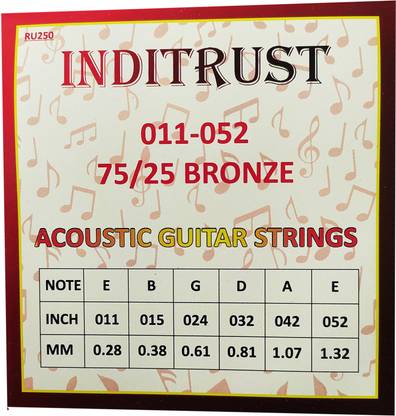 RU250
INDITRUST
011-052
75/25 BRONZE
ACOUSTIC GUITAR STRINGS
NOTE E B G D A E
INCH 011 015 024 032 042 052
MM 0.28 0.38 0.61 0.81 1.07 1.32